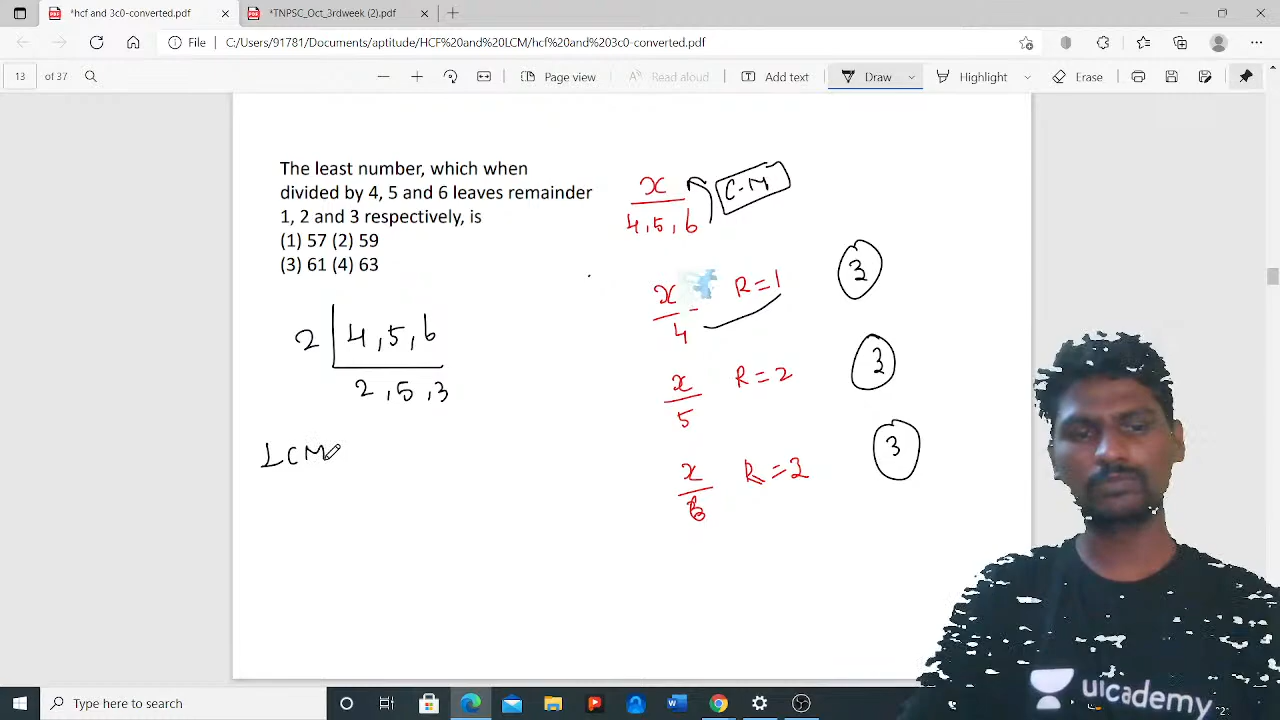 *hcf and 3c0-converted.pdf
*TNPSC_Oct_3rdweek (2).pdf
File C:/Users/91781/Documents/aptitude/HCF%20and%20LCM/hcf%20and%203c0-converted.pdf
13 of 37 Page view Read aloud Add text Draw Highlight Erase
The least number, which when
divided by 4, 5 and 6 leaves remainder
1, 2 and 3 respectively, is
(1) 57 (2) 59
(3) 61 (4) 63
2 4,5,6
2,5,3
LCM
x
4,5,6
C-M
x
4
R=1
3
x
5
R=2
3
x
6
R=3
3
uicademy
Type here to search